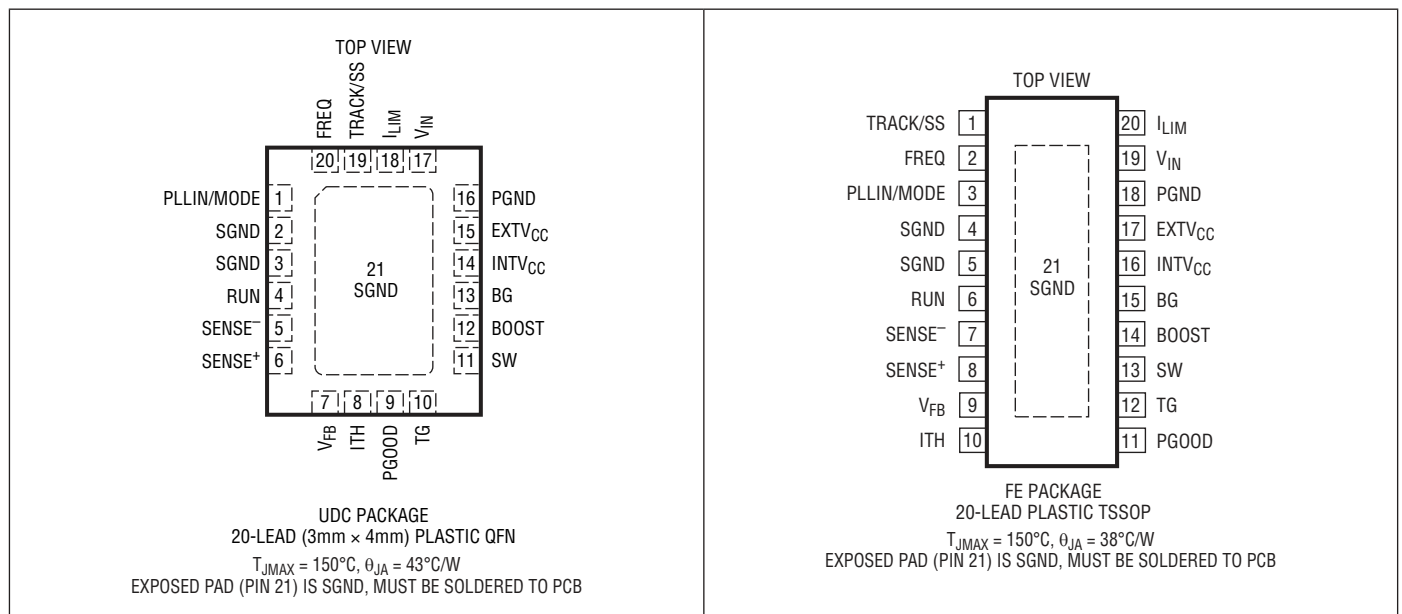 TOP VIEW
FREQ
TRACK/SS
ILIM
VIN
20 19 18 17
PLLIN/MODE 1
SGND 2
SGND 3
RUN 4
SENSE– 5
SENSE+ 6
21
SGND
16 PGND
15 EXTVCC
14 INTVCC
13 BG
12 BOOST
11 SW
7 8 9 10
VFB
ITH
PGOOD
TG
UDC PACKAGE
20-LEAD (3mm × 4mm) PLASTIC QFN
TJMAX = 150°C, θJA = 43°C/W
EXPOSED PAD (PIN 21) IS SGND, MUST BE SOLDERED TO PCB
TOP VIEW
TRACK/SS 1
FREQ 2
PLLIN/MODE 3
SGND 4
SGND 5
RUN 6
SENSE– 7
SENSE+ 8
VFB 9
ITH 10
21
SGND
20 ILIM
19 VIN
18 PGND
17 EXTVCC
16 INTVCC
15 BG
14 BOOST
13 SW
12 TG
11 PGOOD
FE PACKAGE
20-LEAD PLASTIC TSSOP
TJMAX = 150°C, θJA = 38°C/W
EXPOSED PAD (PIN 21) IS SGND, MUST BE SOLDERED TO PCB